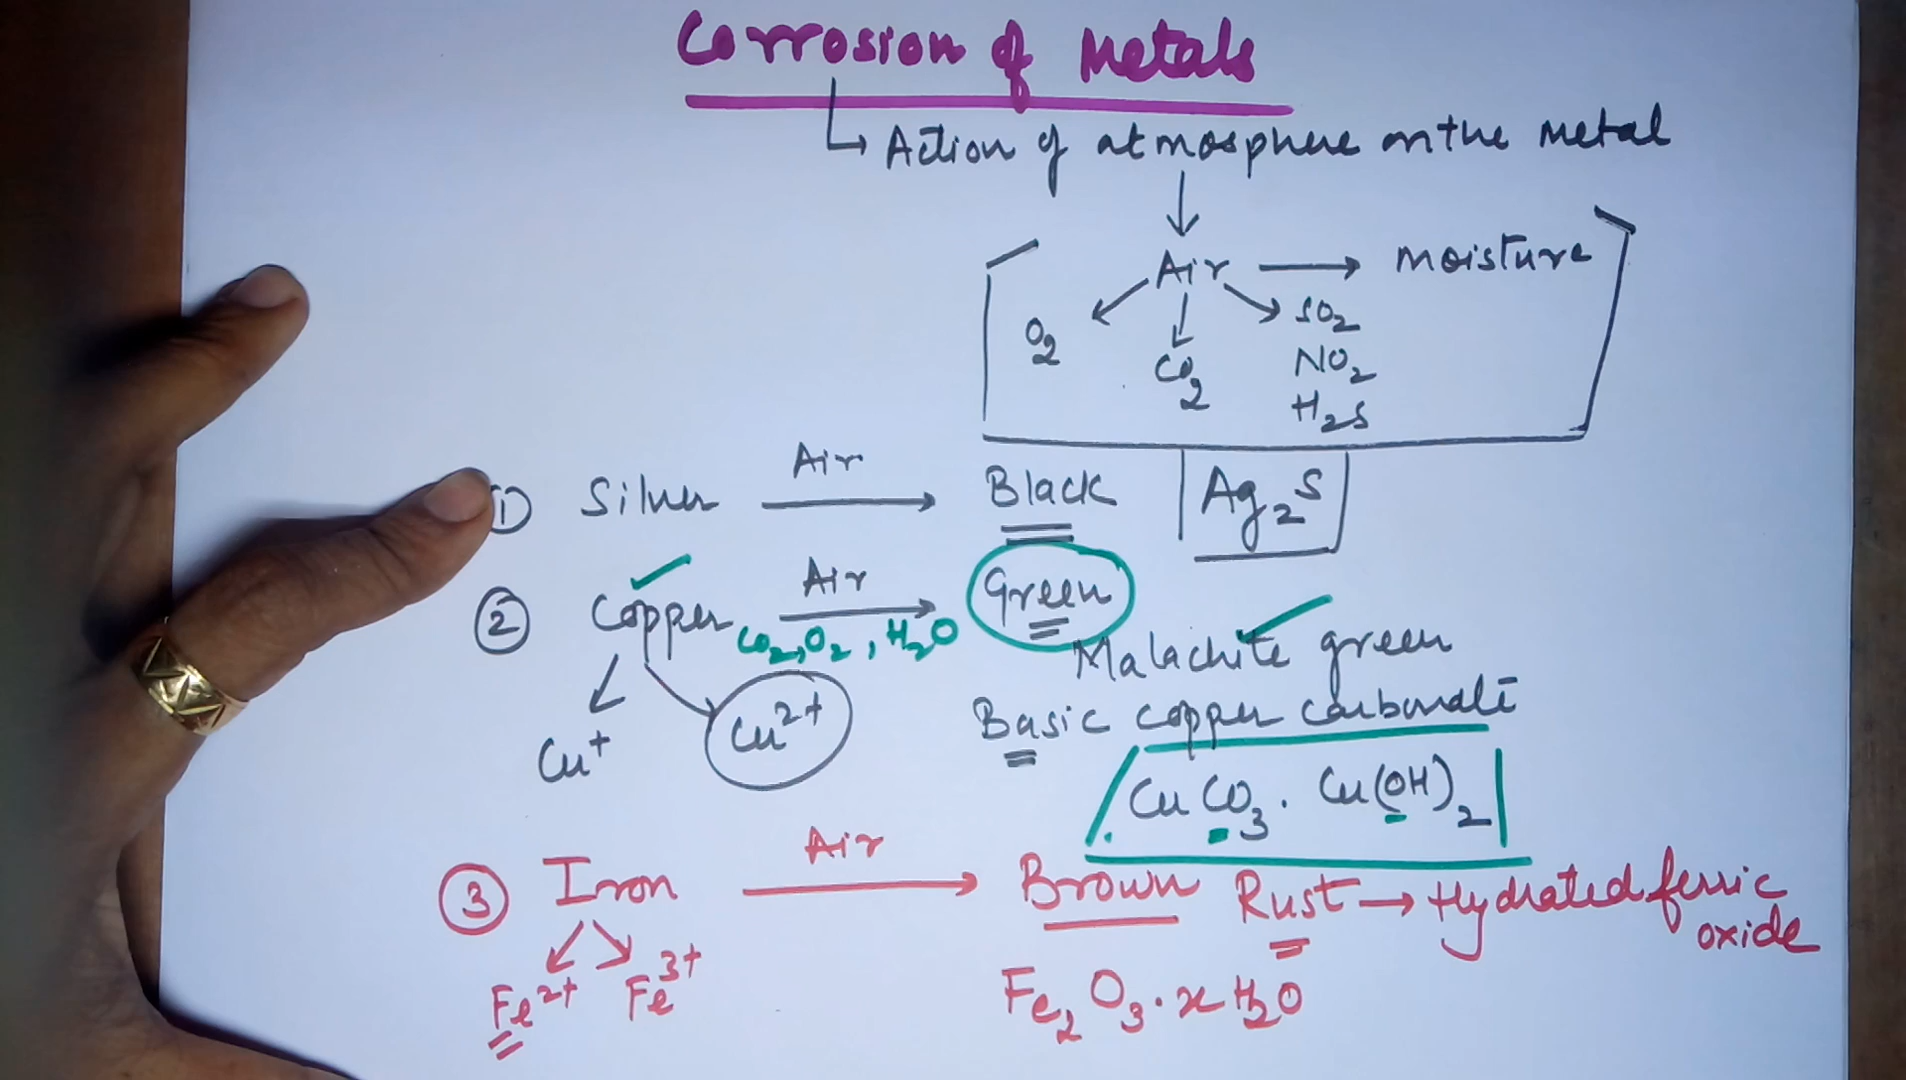 Corrosion of Metals
Action of atmosphere on the Metal
Air → moisture
O2 CO2 SO2
NO2
H2S
① Silver Air → Black Ag2S
② Copper Air → Green
CO2, O2, H2O
Malachite green
Cu+ Cu2+ Basic copper carbonate
CuCO3 . Cu(OH)2
③ Iron Air → Brown Rust → Hydrated ferric
oxide
Fe2+ Fe3+ Fe2O3 . xH2O